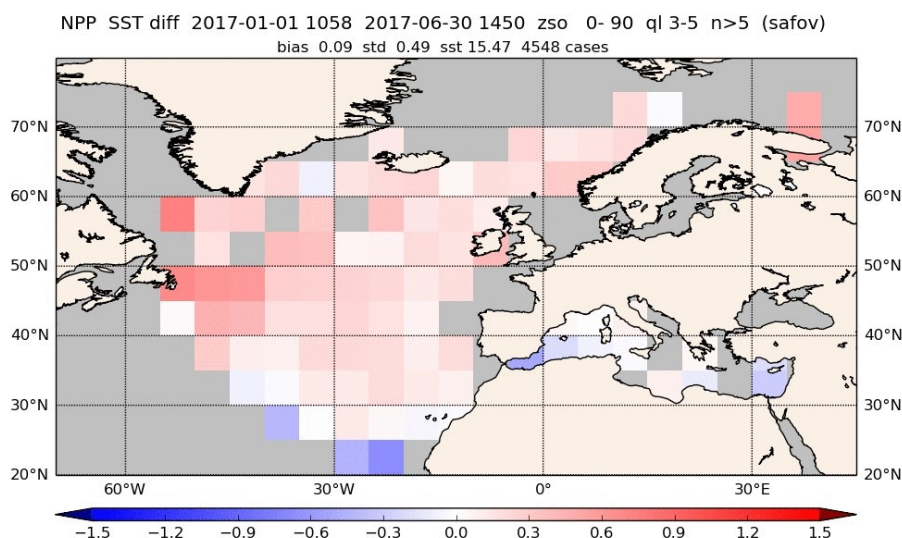 NPP SST diff 2017-01-01 1058 2017-06-30 1450 zso 0- 90 ql 3-5 n>5 (safov)
bias 0.09 std 0.49 sst 15.47 4548 cases
70°N 70°N
60°N 60°N
50°N 50°N
40°N 40°N
30°N 30°N
20°N 20°N
60°W 30°W 0° 30°E
−1.5 −1.2 −0.9 −0.6 −0.3 0.0 0.3 0.6 0.9 1.2 1.5